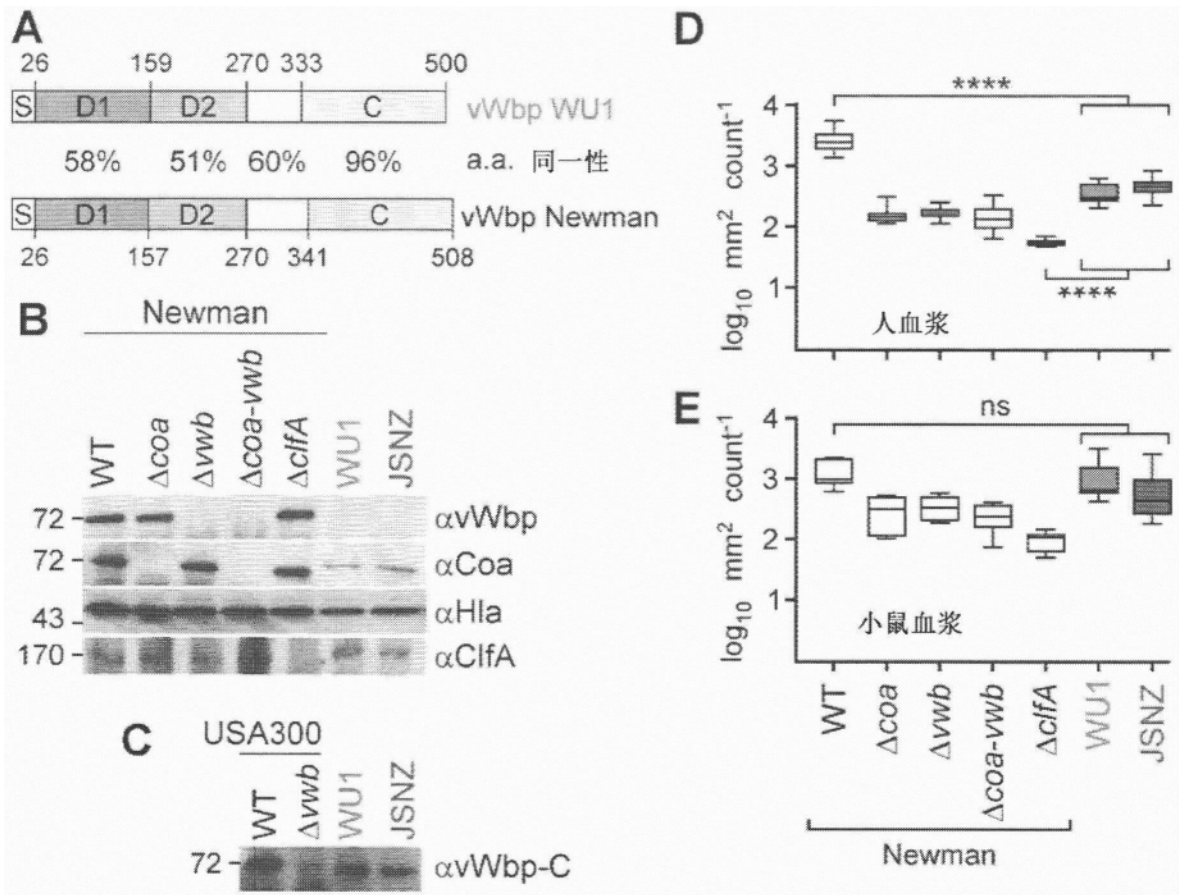 A
26 159 270 333 500
S D1 D2 C vWbp WU1
58% 51% 60% 96% a.a. 同一性
S D1 D2 C vWbp Newman
26 157 270 341 508
B
Newman
WT Δcoa Δvwb Δcoa-vwb ΔclfA WU1 JSNZ
72 αvWbp
72 αCoa
43 αHla
170 αClfA
C
USA300
WT Δvwb WU1 JSNZ
72 αvWbp-C
D
****
log10 mm2 count-1
4
3
2
1
****
人血浆
E
ns
log10 mm2 count-1
4
3
2
1
小鼠血浆
WT Δcoa Δvwb Δcoa-vwb ΔclfA WU1 JSNZ
Newman